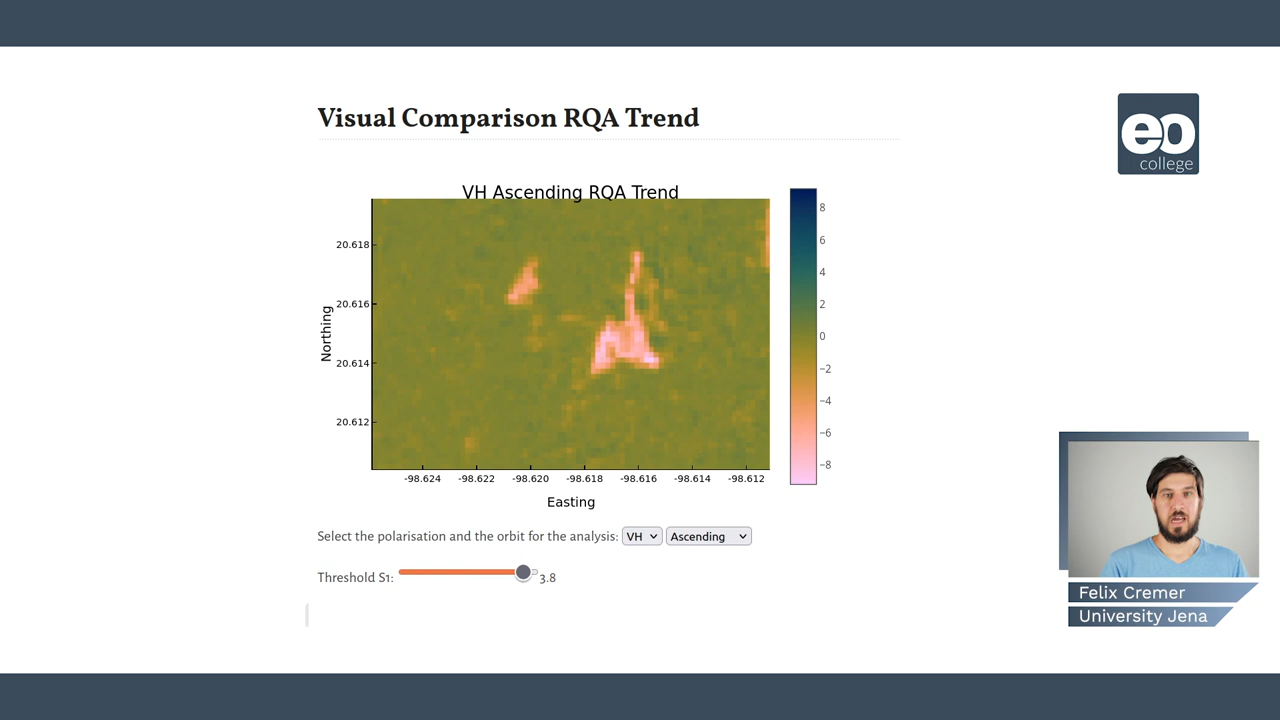 Visual Comparison RQA Trend
eo
college
VH Ascending RQA Trend
8
6
4
2
0
−2
−4
−6
−8
Northing
20.618
20.616
20.614
20.612
-98.624 -98.622 -98.620 -98.618 -98.616 -98.614 -98.612
Easting
Select the polarisation and the orbit for the analysis: VH Ascending
Threshold S1: 3.8
Felix Cremer
University Jena